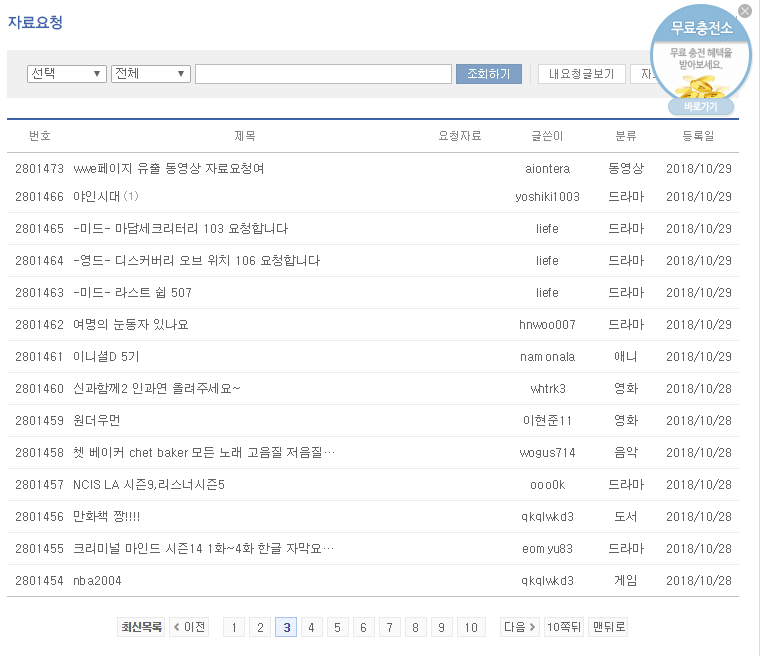 자료요청
무료충전소
무료 충전 혜택을
받아보세요.
바로가기
선택 전체 조회하기 내요청글보기
번호 제목 요청자료 글쓴이 분류 등록일
2801473 wwe페이지 유출 동영상 자료요청여 aiontera 동영상 2018/10/29
2801466 야인시대 (1) yoshiki1003 드라마 2018/10/29
2801465 -미드- 마담세크리터리 103 요청합니다 liefe 드라마 2018/10/29
2801464 -영드- 디스커버리 오브 위치 106 요청합니다 liefe 드라마 2018/10/29
2801463 -미드- 라스트 쉽 507 liefe 드라마 2018/10/29
2801462 여명의 눈동자 있나요 hnwoo007 드라마 2018/10/29
2801461 이니셜D 5기 namonala 애니 2018/10/29
2801460 신과함께2 인과연 올려주세요~ whtrk3 영화 2018/10/28
2801459 원더우먼 이현준11 영화 2018/10/28
2801458 쳇 베이커 chet baker 모든 노래 고음질 저음질… wogus714 음악 2018/10/28
2801457 NCIS LA 시즌9,리스너시즌5 ooo0k 드라마 2018/10/28
2801456 만화책 짱!!!! qkqlwkd3 도서 2018/10/28
2801455 크리미널 마인드 시즌14 1화~4화 한글 자막요… eomyu83 드라마 2018/10/28
2801454 nba2004 qkqlwkd3 게임 2018/10/28
최신목록 < 이전 1 2 3 4 5 6 7 8 9 10 다음 > 10쪽뒤 맨뒤로